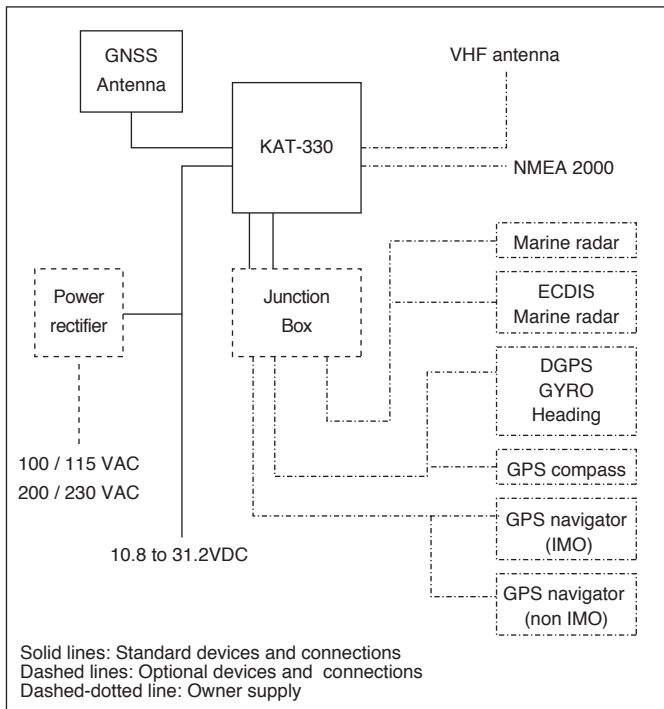 GNSS
Antenna
KAT-330
VHF antenna
NMEA 2000
Power
rectifier
Junction
Box
Marine radar
ECDIS
Marine radar
DGPS
GYRO
Heading
GPS compass
GPS navigator
(IMO)
GPS navigator
(non IMO)
100 / 115 VAC
200 / 230 VAC
10.8 to 31.2VDC
Solid lines: Standard devices and connections
Dashed lines: Optional devices and connections
Dashed-dotted line: Owner supply